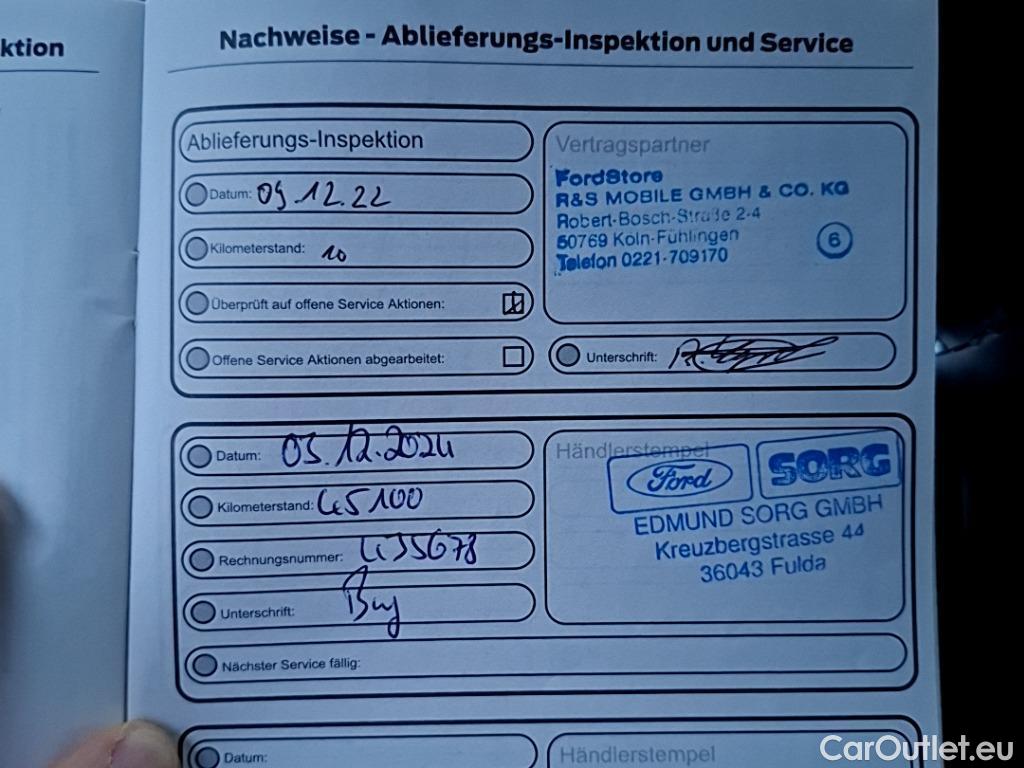 ktion
Nachweise - Ablieferungs-Inspektion und Service
Ablieferungs-Inspektion
Datum: 09.12.22
Kilometerstand: 10
Überprüft auf offene Service Aktionen:
Offene Service Aktionen abgearbeitet:
Vertragspartner
FordStore
R&S MOBILE GMBH & CO. KG
Robert-Bosch-Straße 2-4
50769 Köln-Fühlingen
Telefon 0221-709170
6
Unterschrift:
Datum: 03.12.2024
Kilometerstand: 45100
Rechnungsnummer:
Unterschrift:
Nächster Service fällig:
Händlerstempel
Ford
SORG
EDMUND SORG GMBH
Kreuzbergstrasse 44
36043 Fulda
Datum:
Händlerstempel
CarOutlet.eu